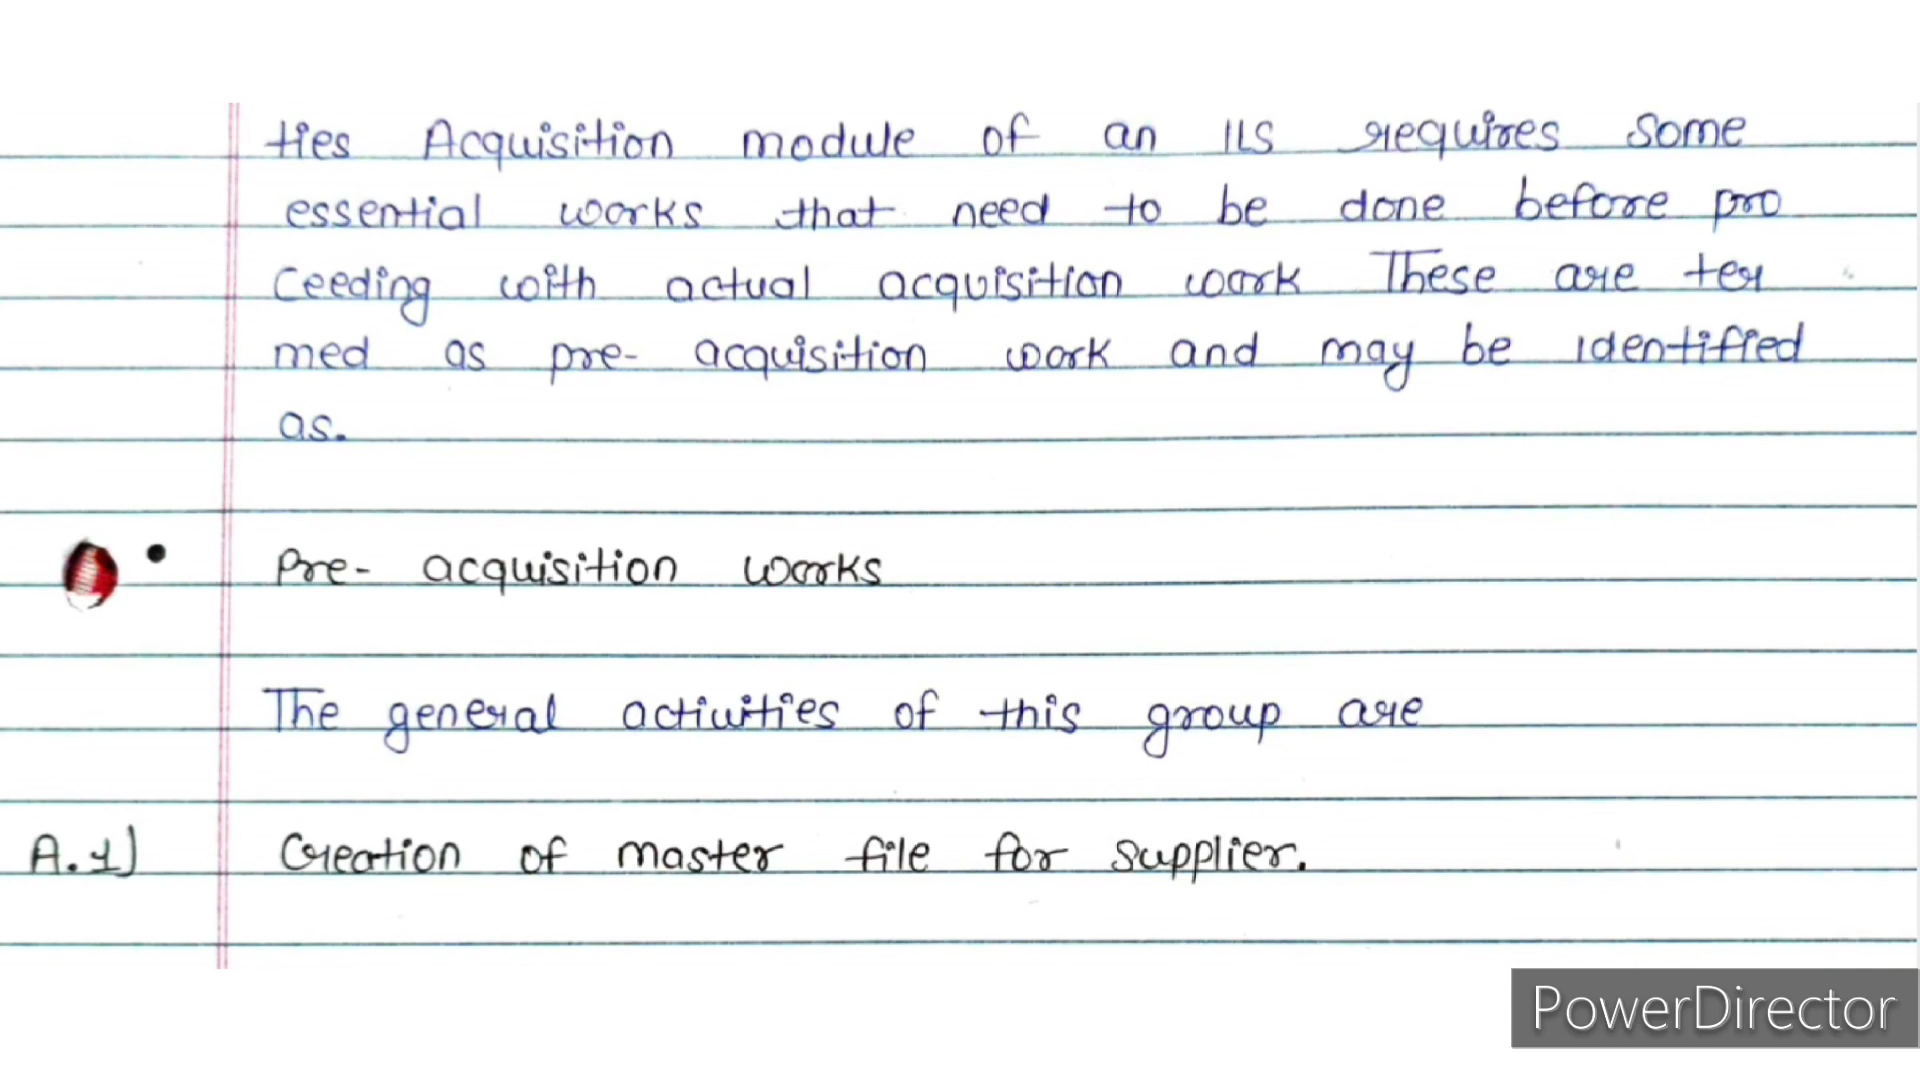 ties Acquisition module of an ILS requires some
essential works that need to be done before pro
ceeding with actual acquisition work These are ter
med as pre- acquisition work and may be identified
as.
Pre- acquisition works
The general activities of this group are
A.1) Creation of master file for supplier.
PowerDirector